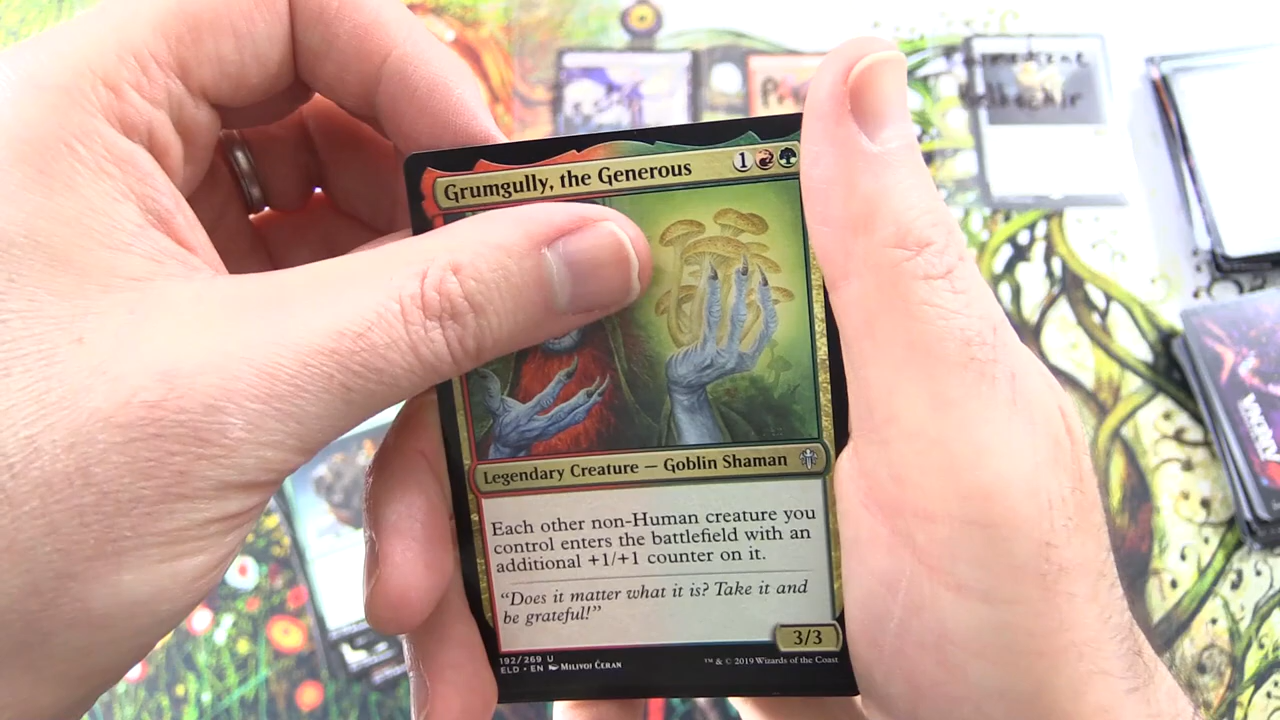 Grumgully, the Generous 1
Legendary Creature — Goblin Shaman
Each other non-Human creature you
control enters the battlefield with an
additional +1/+1 counter on it.
“Does it matter what it is? Take it and
be grateful!”
3/3
192/269 U
ELD • EN Milivoj Ćeran
™ & © 2019 Wizards of the Coast